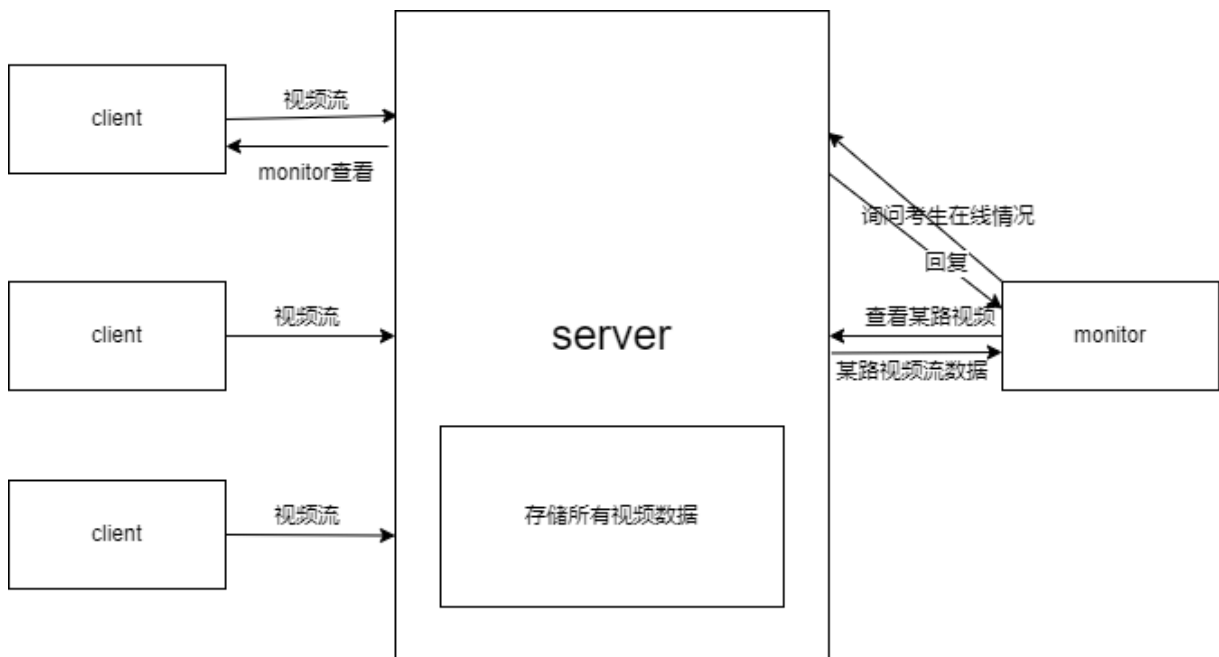 视频流
client
monitor查看
询问考生在线情况
回复
视频流
client
server
查看某路视频
monitor
某路视频流数据
视频流
client
存储所有视频数据